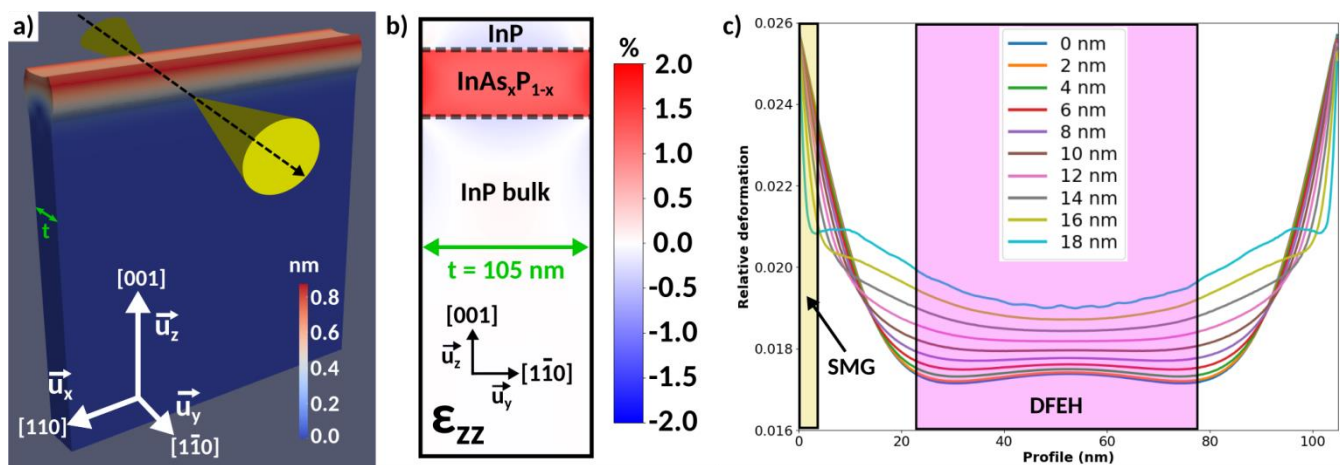 a)
t
[001]
u_z
u_x
[110]
u_y
[11̄0]
nm
0.8
0.6
0.4
0.2
0.0
b)
InP
InAsₓP₁₋ₓ
InP bulk
t = 105 nm
[001]
u_z
[11̄0]
u_y
ε_zz
%
2.0
1.5
1.0
0.5
0.0
-0.5
-1.0
-1.5
-2.0
c)
Relative deformation
0.026
0.024
0.022
0.020
0.018
0.016
0 nm
2 nm
4 nm
6 nm
8 nm
10 nm
12 nm
14 nm
16 nm
18 nm
SMG
DFEH
0 20 40 60 80 100
Profile (nm)